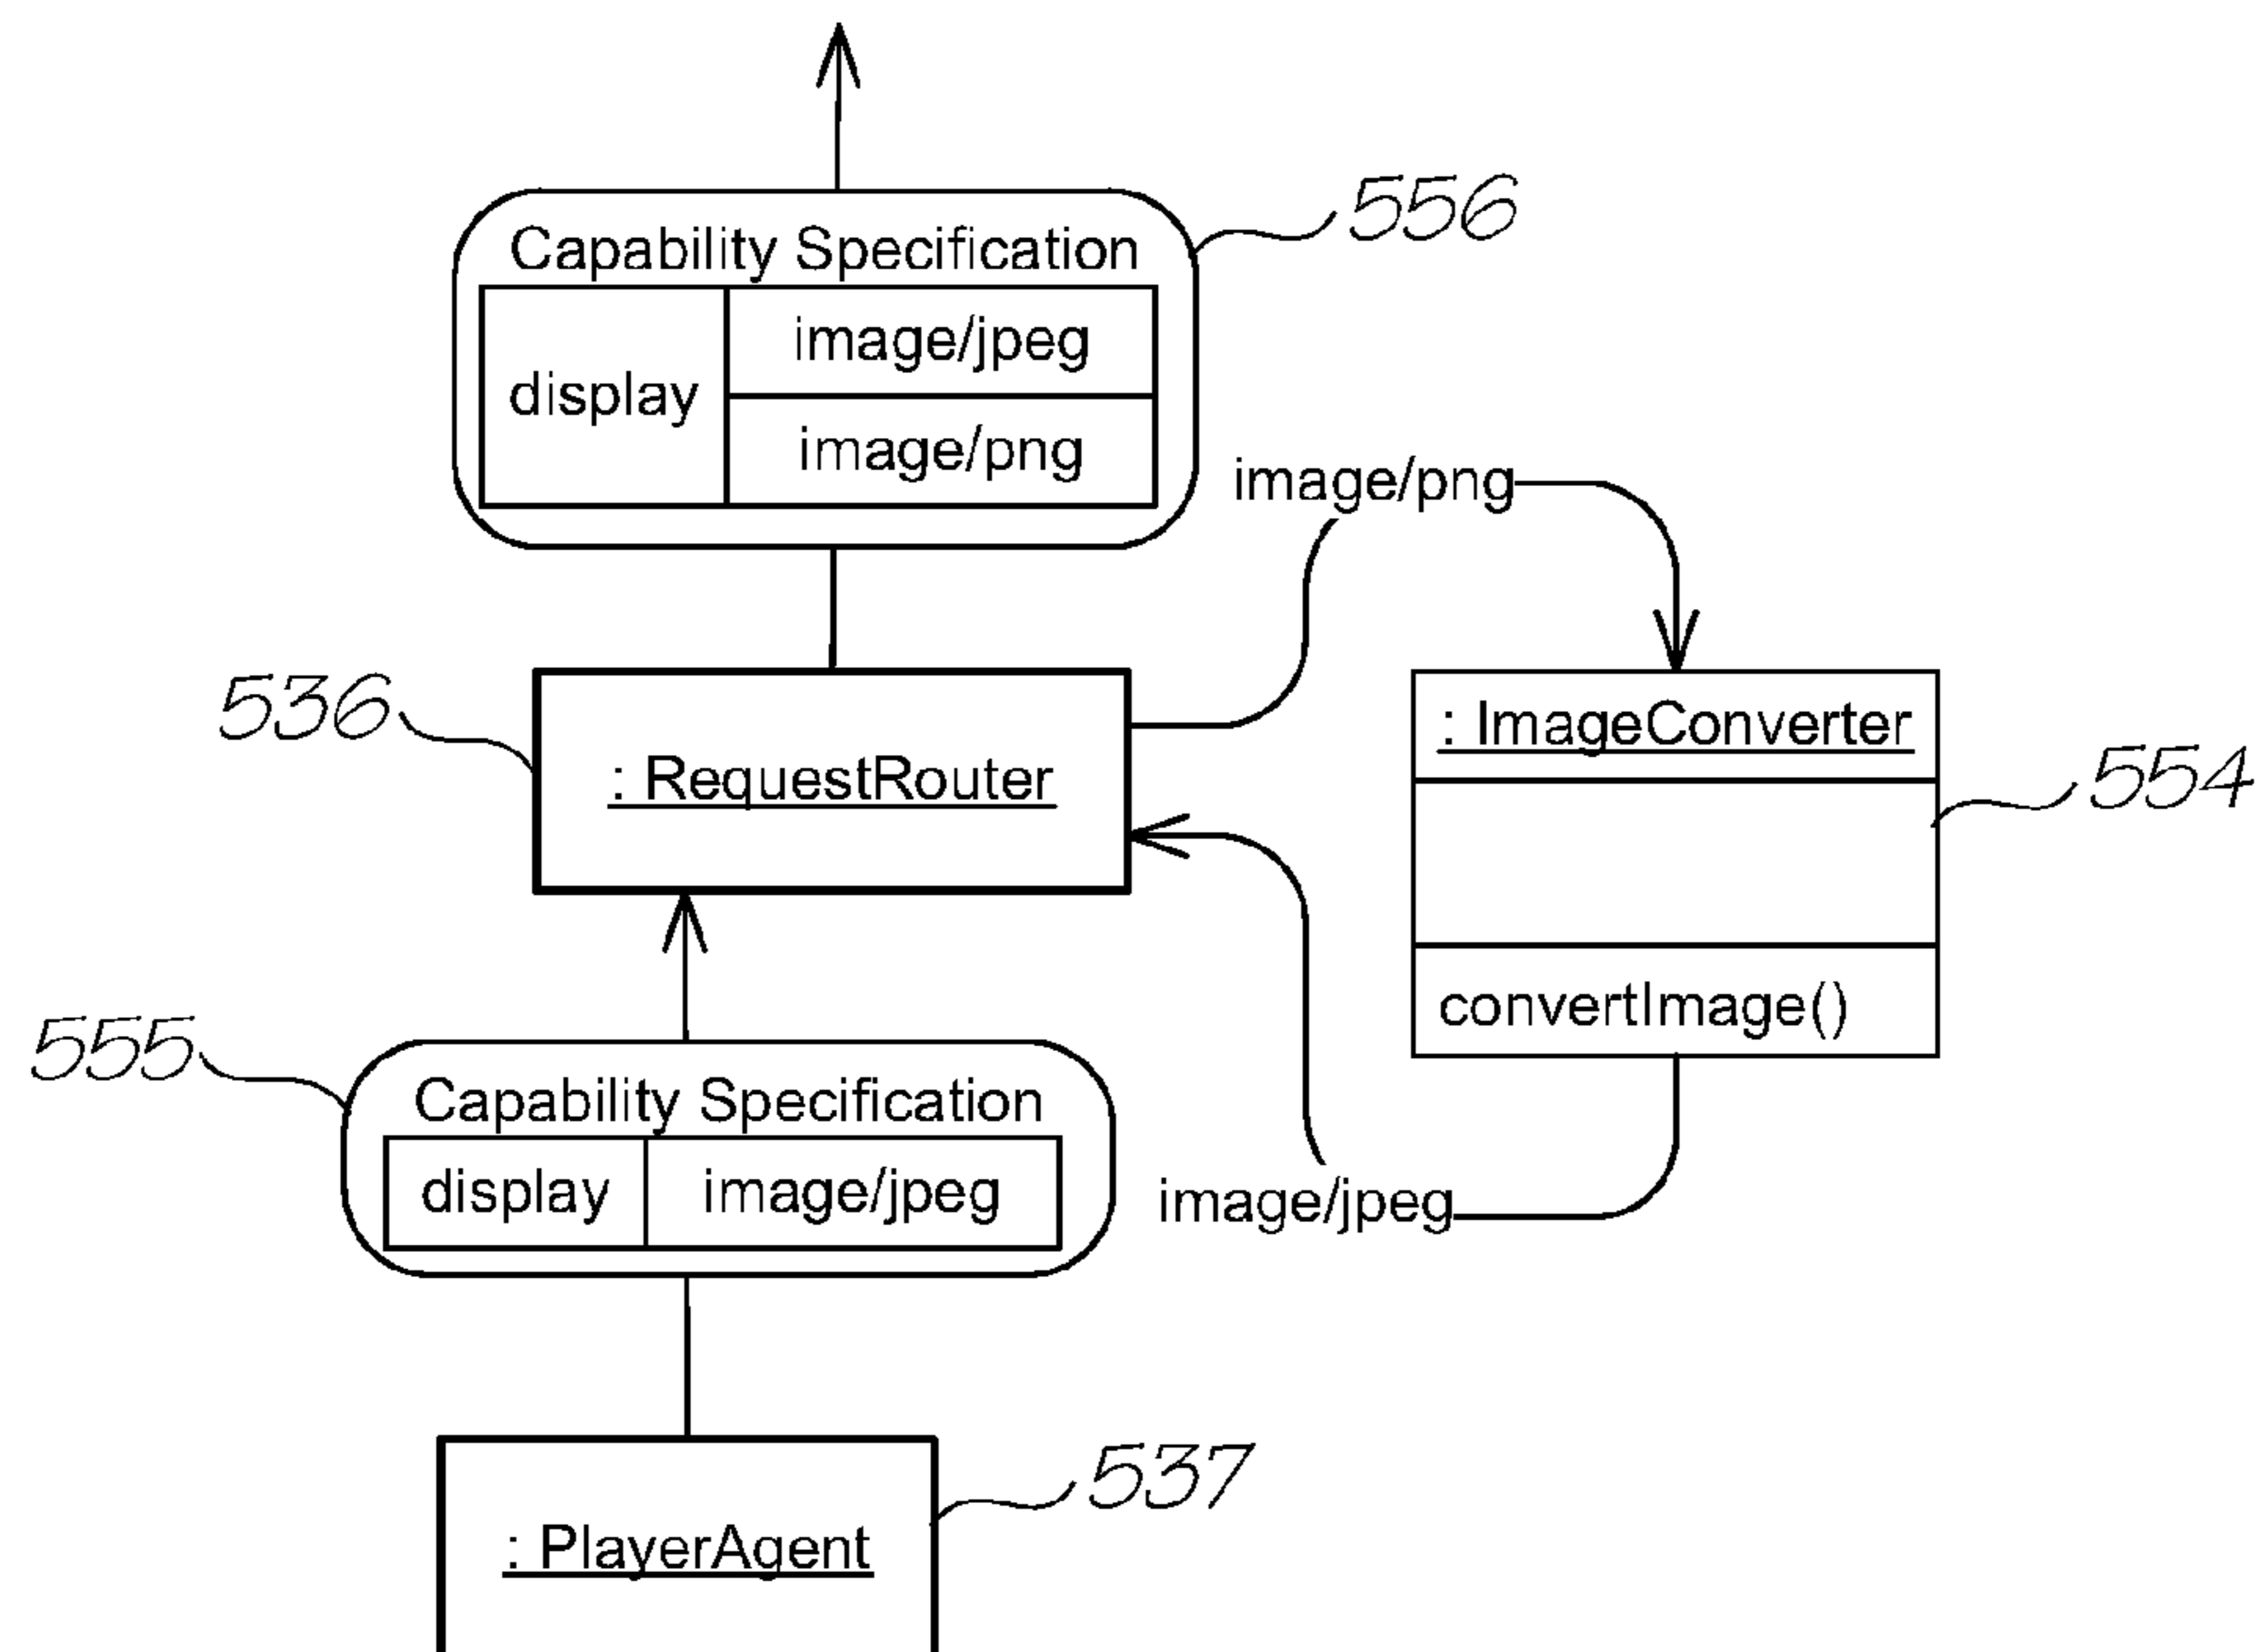 556
Capability Specification
display
image/jpeg
image/png
image/png
536
: RequestRouter
: ImageConverter
554
convertImage()
555
Capability Specification
display
image/jpeg
image/jpeg
537
: PlayerAgent